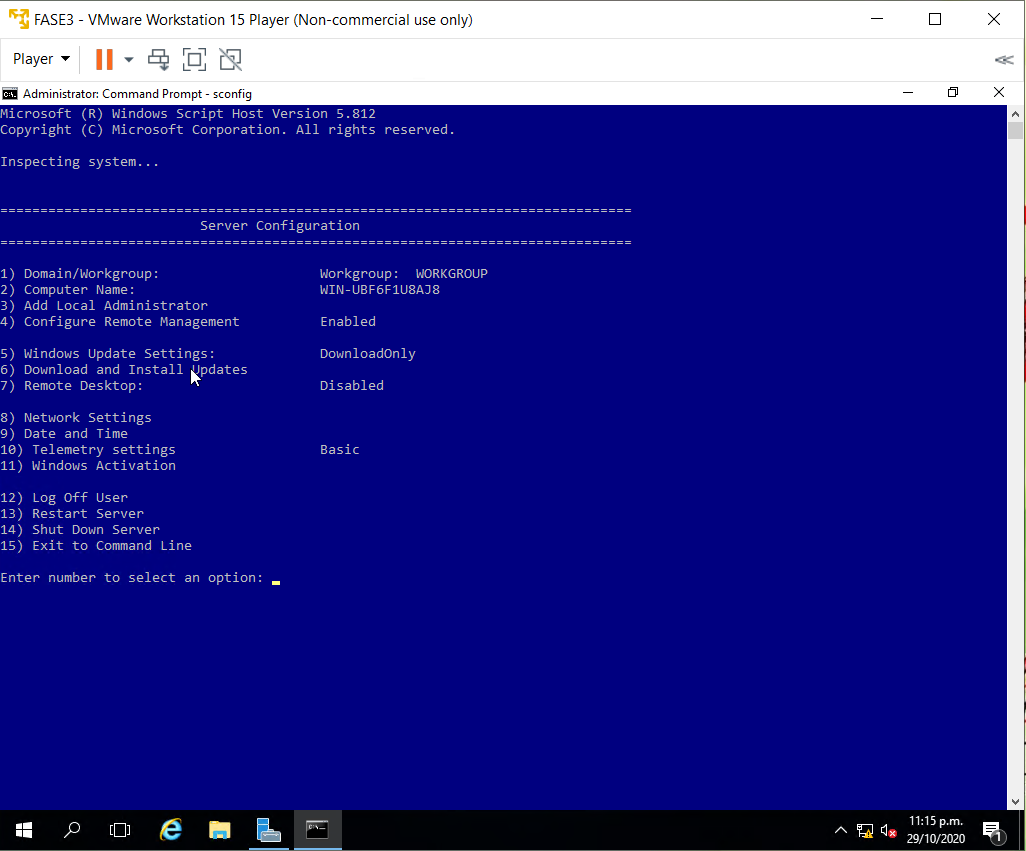 FASE3 - VMware Workstation 15 Player (Non-commercial use only)
Player
Administrator: Command Prompt - sconfig
Microsoft (R) Windows Script Host Version 5.812
Copyright (C) Microsoft Corporation. All rights reserved.
Inspecting system...
===============================================================================
Server Configuration
===============================================================================
1) Domain/Workgroup: Workgroup: WORKGROUP
2) Computer Name: WIN-UBF6F1U8AJ8
3) Add Local Administrator
4) Configure Remote Management Enabled
5) Windows Update Settings: DownloadOnly
6) Download and Install Updates
7) Remote Desktop: Disabled
8) Network Settings
9) Date and Time
10) Telemetry settings Basic
11) Windows Activation
12) Log Off User
13) Restart Server
14) Shut Down Server
15) Exit to Command Line
Enter number to select an option:
11:15 p.m.
29/10/2020
1